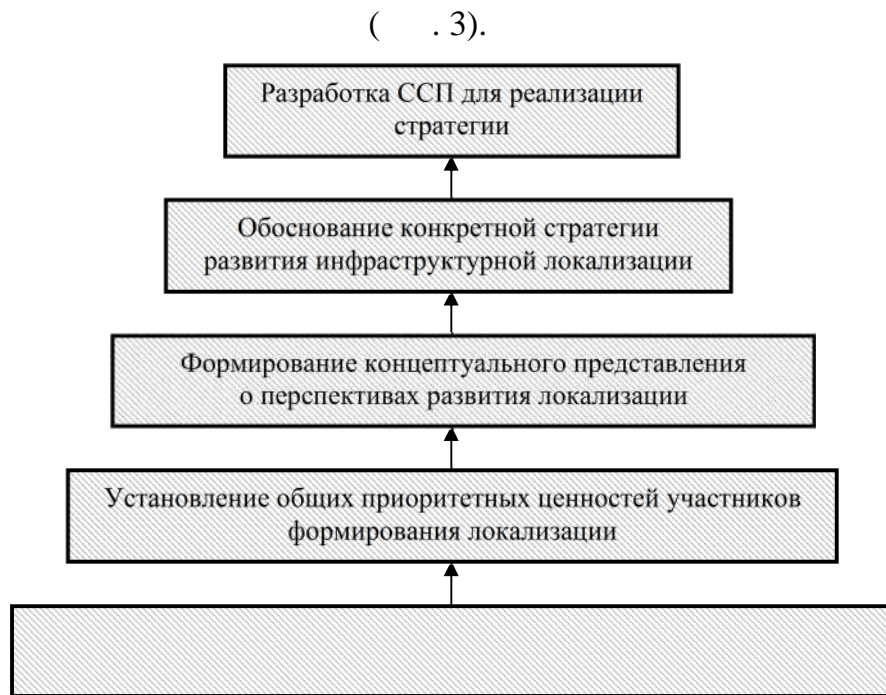 ( . 3).
Разработка ССП для реализации
стратегии
Обоснование конкретной стратегии
развития инфраструктурной локализации
Формирование концептуального представления
о перспективах развития локализации
Установление общих приоритетных ценностей участников
формирования локализации